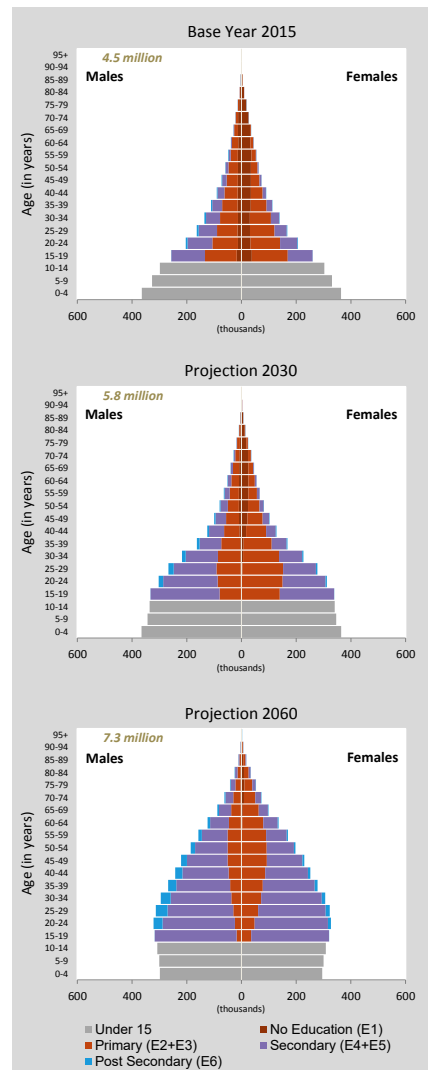 Base Year 2015
4.5 million
Males
Females
Age (in years)
95+
90-94
85-89
80-84
75-79
70-74
65-69
60-64
55-59
50-54
45-49
40-44
35-39
30-34
25-29
20-24
15-19
10-14
5-9
0-4
600 400 200 0 200 400 600
(thousands)
Projection 2030
5.8 million
Males
Females
Age (in years)
95+
90-94
85-89
80-84
75-79
70-74
65-69
60-64
55-59
50-54
45-49
40-44
35-39
30-34
25-29
20-24
15-19
10-14
5-9
0-4
600 400 200 0 200 400 600
(thousands)
Projection 2060
7.3 million
Males
Females
Age (in years)
95+
90-94
85-89
80-84
75-79
70-74
65-69
60-64
55-59
50-54
45-49
40-44
35-39
30-34
25-29
20-24
15-19
10-14
5-9
0-4
600 400 200 0 200 400 600
(thousands)
Under 15 No Education (E1)
Primary (E2+E3) Secondary (E4+E5)
Post Secondary (E6)